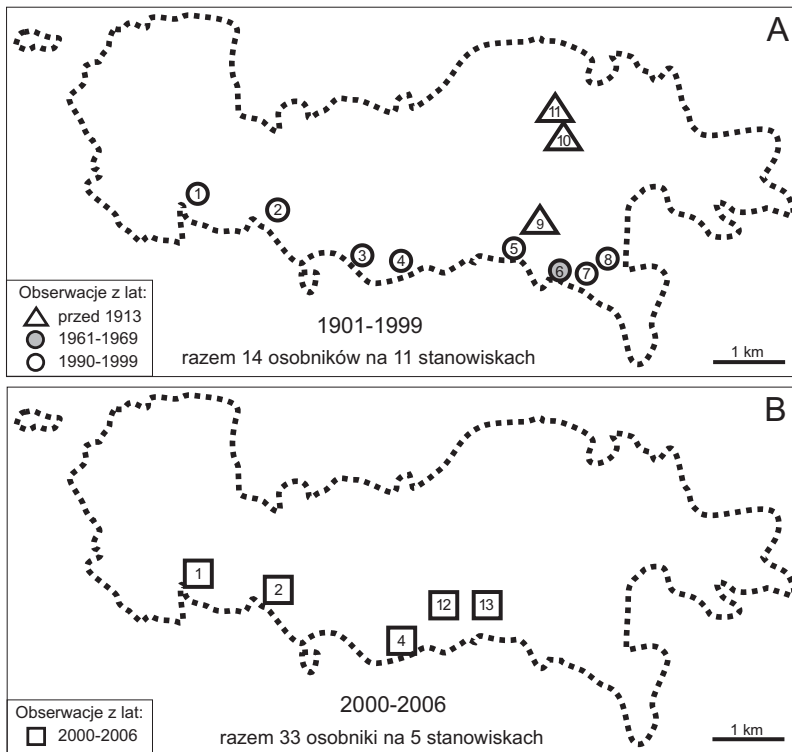 A
11
10
1
2
9
3
4
5
6
7
8
Obserwacje z lat:
przed 1913
1961-1969
1990-1999
1901-1999
razem 14 osobników na 11 stanowiskach
1 km
B
1
2
12
13
4
Obserwacje z lat:
2000-2006
2000-2006
razem 33 osobniki na 5 stanowiskach
1 km